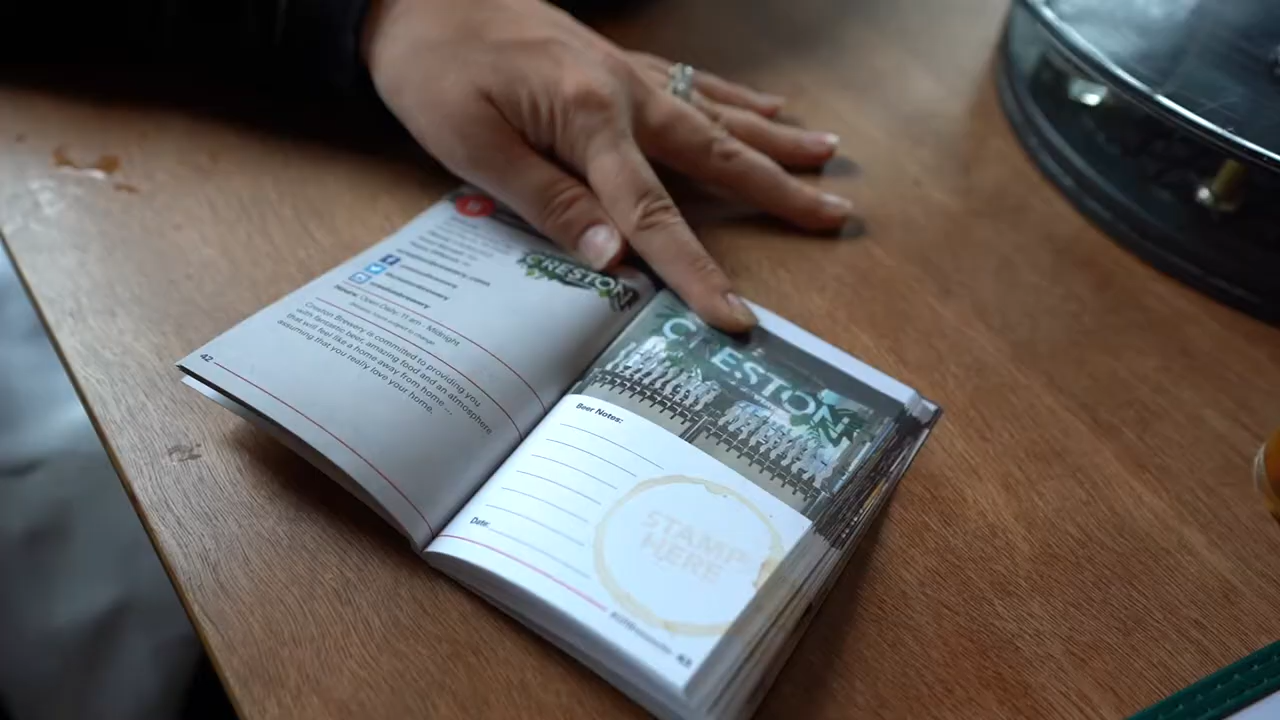 CRESTON
Hours: Open Daily: 11 am - Midnight
Creston Brewery is committed to providing you
with fantastic beer, amazing food and an atmosphere
that will feel like a home away from home ...
assuming that you really love your home.
42
CRESTON
Beer Notes:
Date:
STAMP
HERE
43